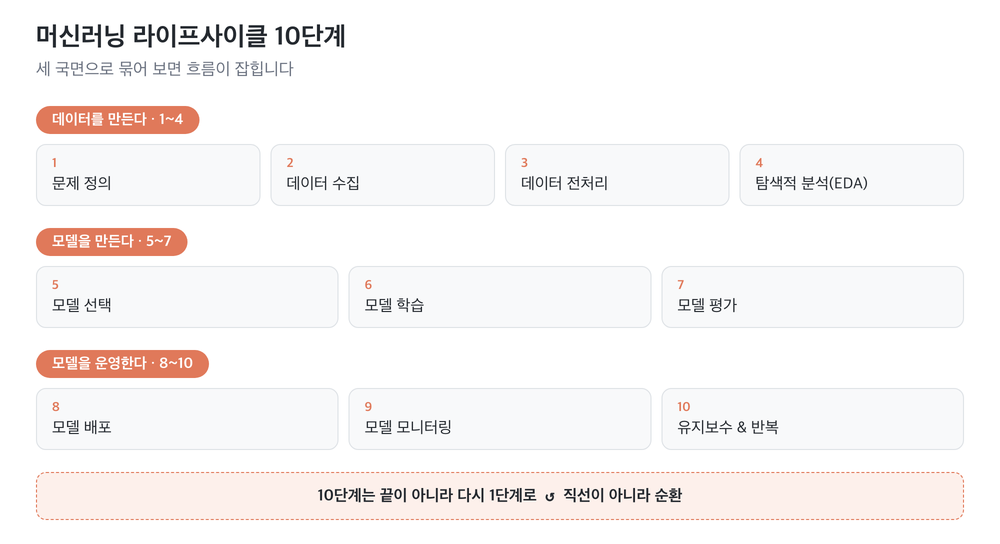 머신러닝 라이프사이클 10단계
세 국면으로 묶어 보면 흐름이 잡힙니다
데이터를 만든다 · 1~4
1
문제 정의
2
데이터 수집
3
데이터 전처리
4
탐색적 분석(EDA)
모델을 만든다 · 5~7
5
모델 선택
6
모델 학습
7
모델 평가
모델을 운영한다 · 8~10
8
모델 배포
9
모델 모니터링
10
유지보수 & 반복
10단계는 끝이 아니라 다시 1단계로 ↺ 직선이 아니라 순환